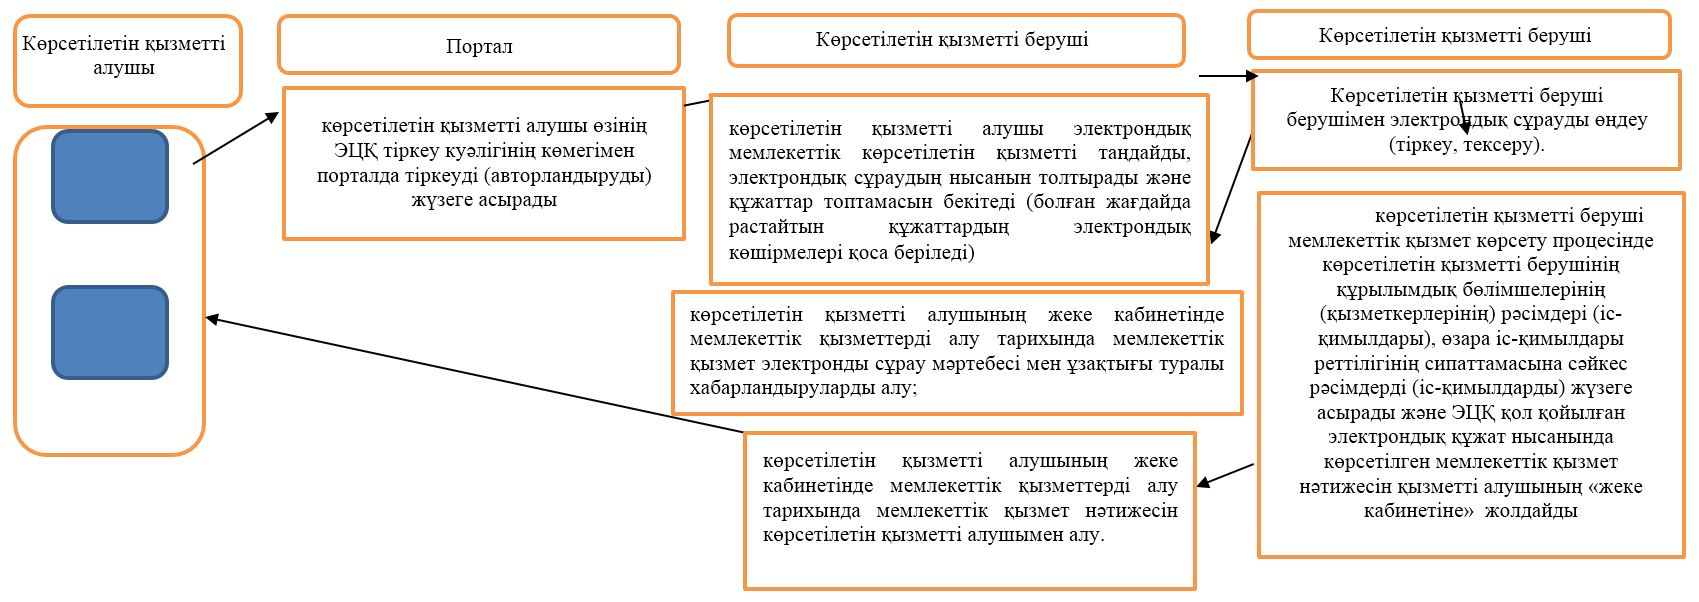 Көрсетілетін қызметті
алушы
Портал
Көрсетілетін қызметті беруші
Көрсетілетін қызметті беруші
көрсетілетін қызметті алушы өзінің
ЭЦҚ тіркеу куәлігінің көмегімен
порталда тіркеуді (авторландыруды)
жүзеге асырады
көрсетілетін қызметті алушы электрондық
мемлекеттік көрсетілетін қызметті таңдайды,
электрондық сұраудың нысанын толтырады және
құжаттар топтамасын бекітеді (болған жағдайда
растайтын құжаттардың электрондық
көшірмелері қоса беріледі)
Көрсетілетін қызметті беруші
берушімен электрондық сұрауды өңдеу
(тіркеу, тексеру).
көрсетілетін қызметті алушының жеке кабинетінде
мемлекеттік қызметтерді алу тарихында мемлекеттік
қызмет электронды сұрау мәртебесі мен ұзақтығы туралы
хабарландыруларды алу;
көрсетілетін қызметті беруші
мемлекеттік қызмет көрсету процесінде
көрсетілетін қызметті берушінің
құрылымдық бөлімшелерінің
(қызметкерлерінің) рәсімдері (іс-
қимылдары), өзара іс-қимылдары
реттілігінің сипаттамасына сәйкес
рәсімдерді (іс-қимылдарды) жүзеге
асырады және ЭЦҚ қол қойылған
электрондық құжат нысанында
көрсетілген мемлекеттік қызмет
нәтижесін қызметті алушының «жеке
кабинетіне» жолдайды
көрсетілетін қызметті алушының жеке
кабинетінде мемлекеттік қызметтерді алу
тарихында мемлекеттік қызмет нәтижесін
көрсетілетін қызметті алушымен алу.